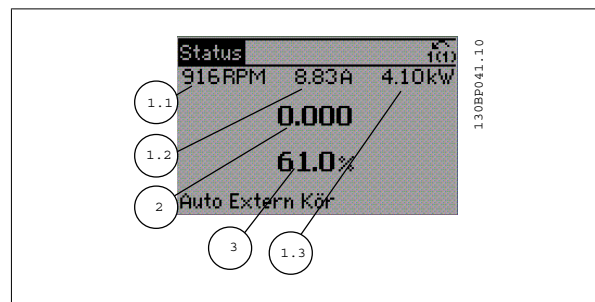 Status 1(1)
916RPM 8.83A 4.10kW
1.1
0.000
1.2
61.0%
2
Auto Extern Kör
3
1.3
130BP041.10